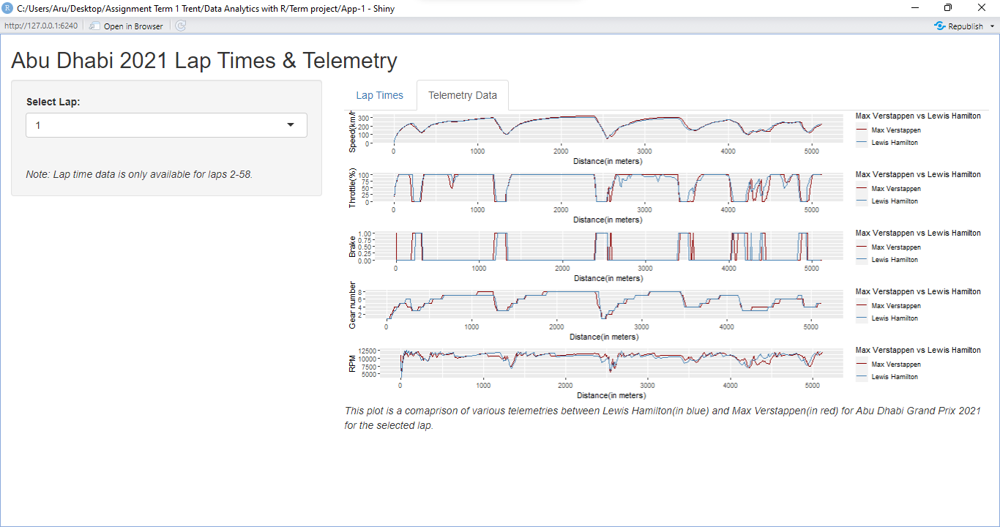 C:/Users/Aru/Desktop/Assignment Term 1 Trent/Data Analytics with R/Term project/App-1 - Shiny
http://127.0.0.1:6240 Open in Browser Republish
Abu Dhabi 2021 Lap Times & Telemetry
Select Lap:
1
Note: Lap time data is only available for laps 2-58.
Lap Times Telemetry Data
Speed(km/h
300
200
100
0
0 1000 2000 3000 4000 5000
Distance(in meters)
Max Verstappen vs Lewis Hamilton
Max Verstappen
Lewis Hamilton
Throttle(%)
100
75
50
25
0
0 1000 2000 3000 4000 5000
Distance(in meters)
Max Verstappen vs Lewis Hamilton
Max Verstappen
Lewis Hamilton
Brake
1.00
0.75
0.50
0.25
0.00
0 1000 2000 3000 4000 5000
Distance(in meters)
Max Verstappen vs Lewis Hamilton
Max Verstappen
Lewis Hamilton
Gear number
8
6
4
2
0 1000 2000 3000 4000 5000
Distance(in meters)
Max Verstappen vs Lewis Hamilton
Max Verstappen
Lewis Hamilton
RPM
12500
10000
7500
5000
0 1000 2000 3000 4000 5000
Distance(in meters)
Max Verstappen vs Lewis Hamilton
Max Verstappen
Lewis Hamilton
This plot is a comaprison of various telemetries between Lewis Hamilton(in blue) and Max Verstappen(in red) for Abu Dhabi Grand Prix 2021
for the selected lap.